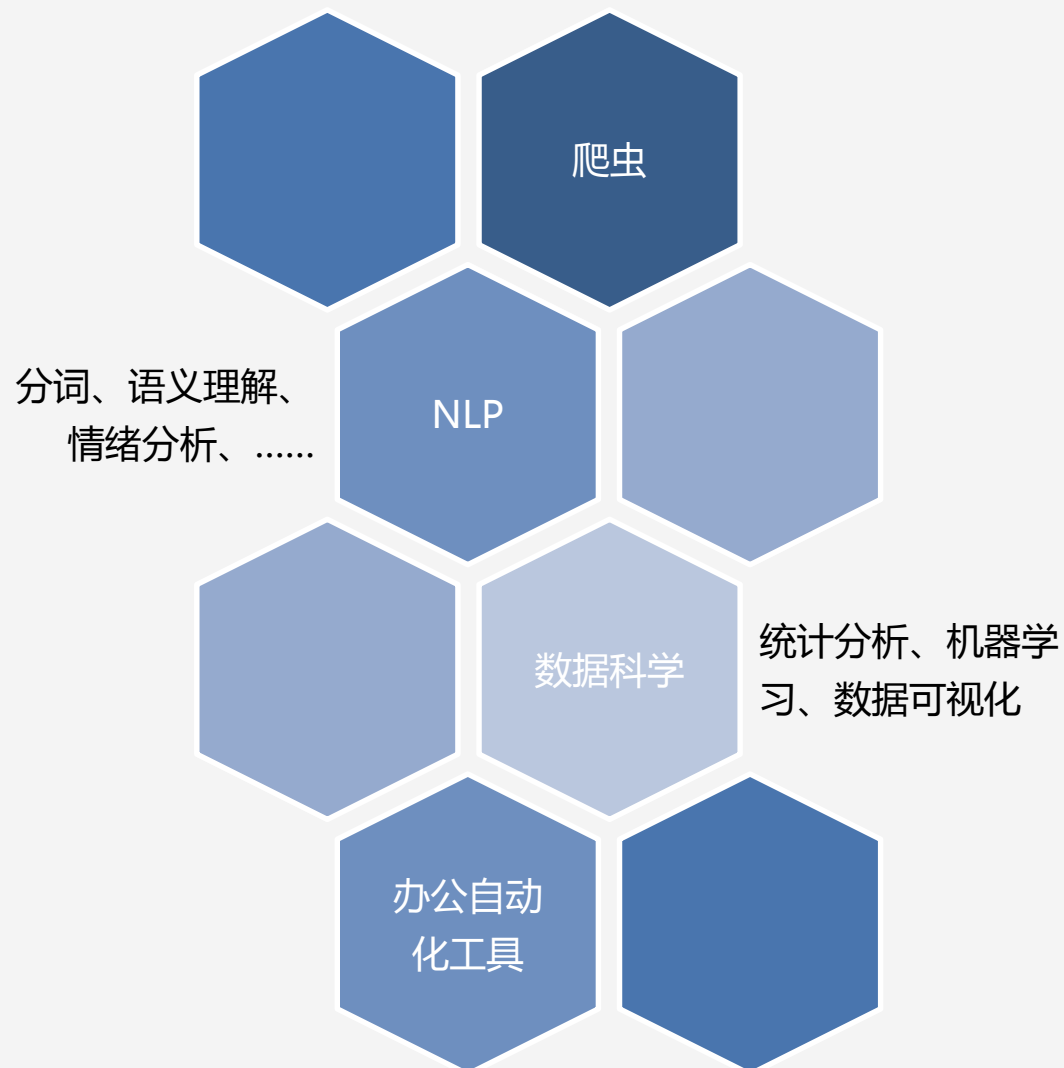 爬虫
分词、语义理解、
情绪分析、......
NLP
数据科学
统计分析、机器学
习、数据可视化
办公自动
化工具